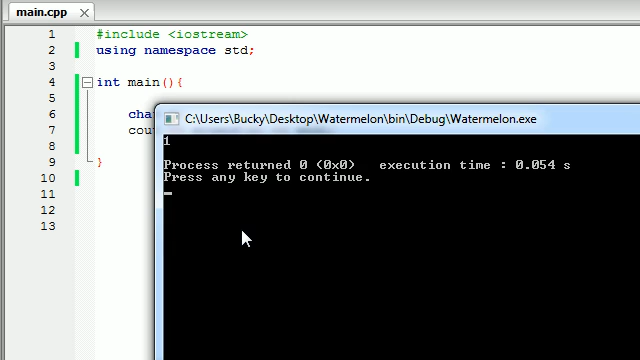 main.cpp
1 #include <iostream>
2 using namespace std;
3
4 int main(){
5
6
7
8
9 }
10
11
12
13
C:\Users\Bucky\Desktop\Watermelon\bin\Debug\Watermelon.exe
1
Process returned 0 (0x0) execution time : 0.054 s
Press any key to continue.